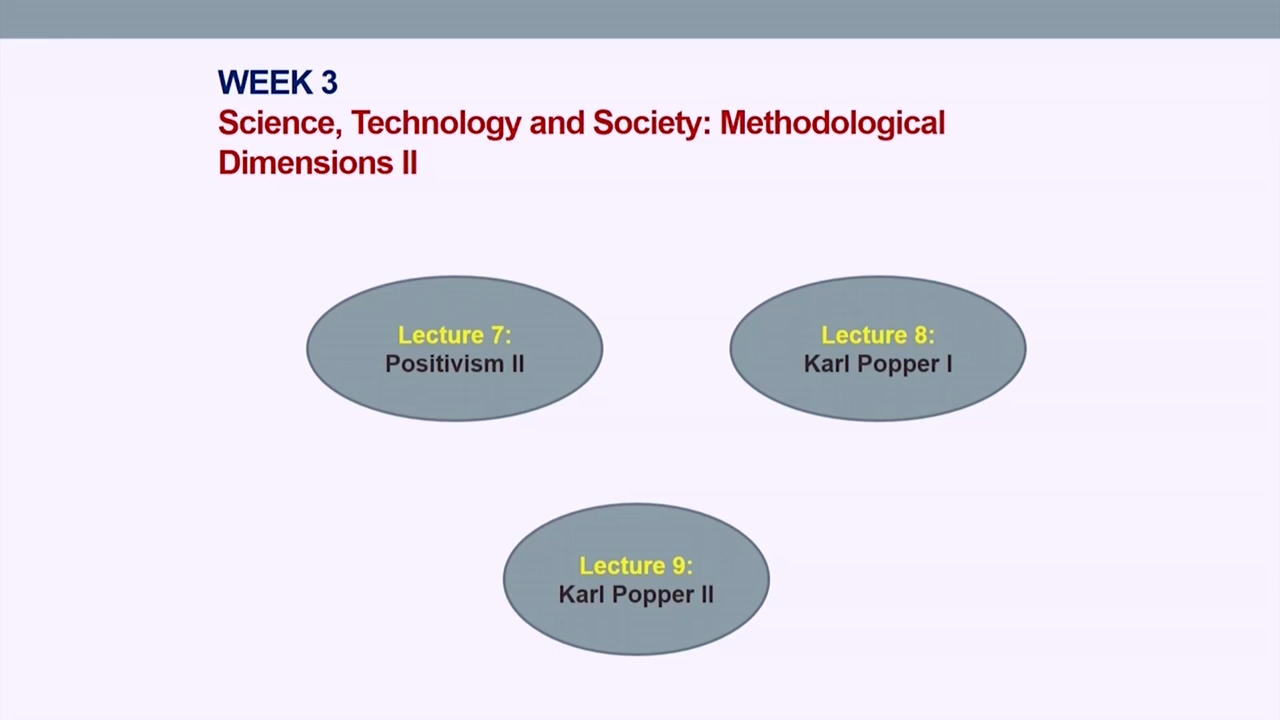 WEEK 3
Science, Technology and Society: Methodological
Dimensions II
Lecture 7:
Positivism II
Lecture 8:
Karl Popper I
Lecture 9:
Karl Popper II